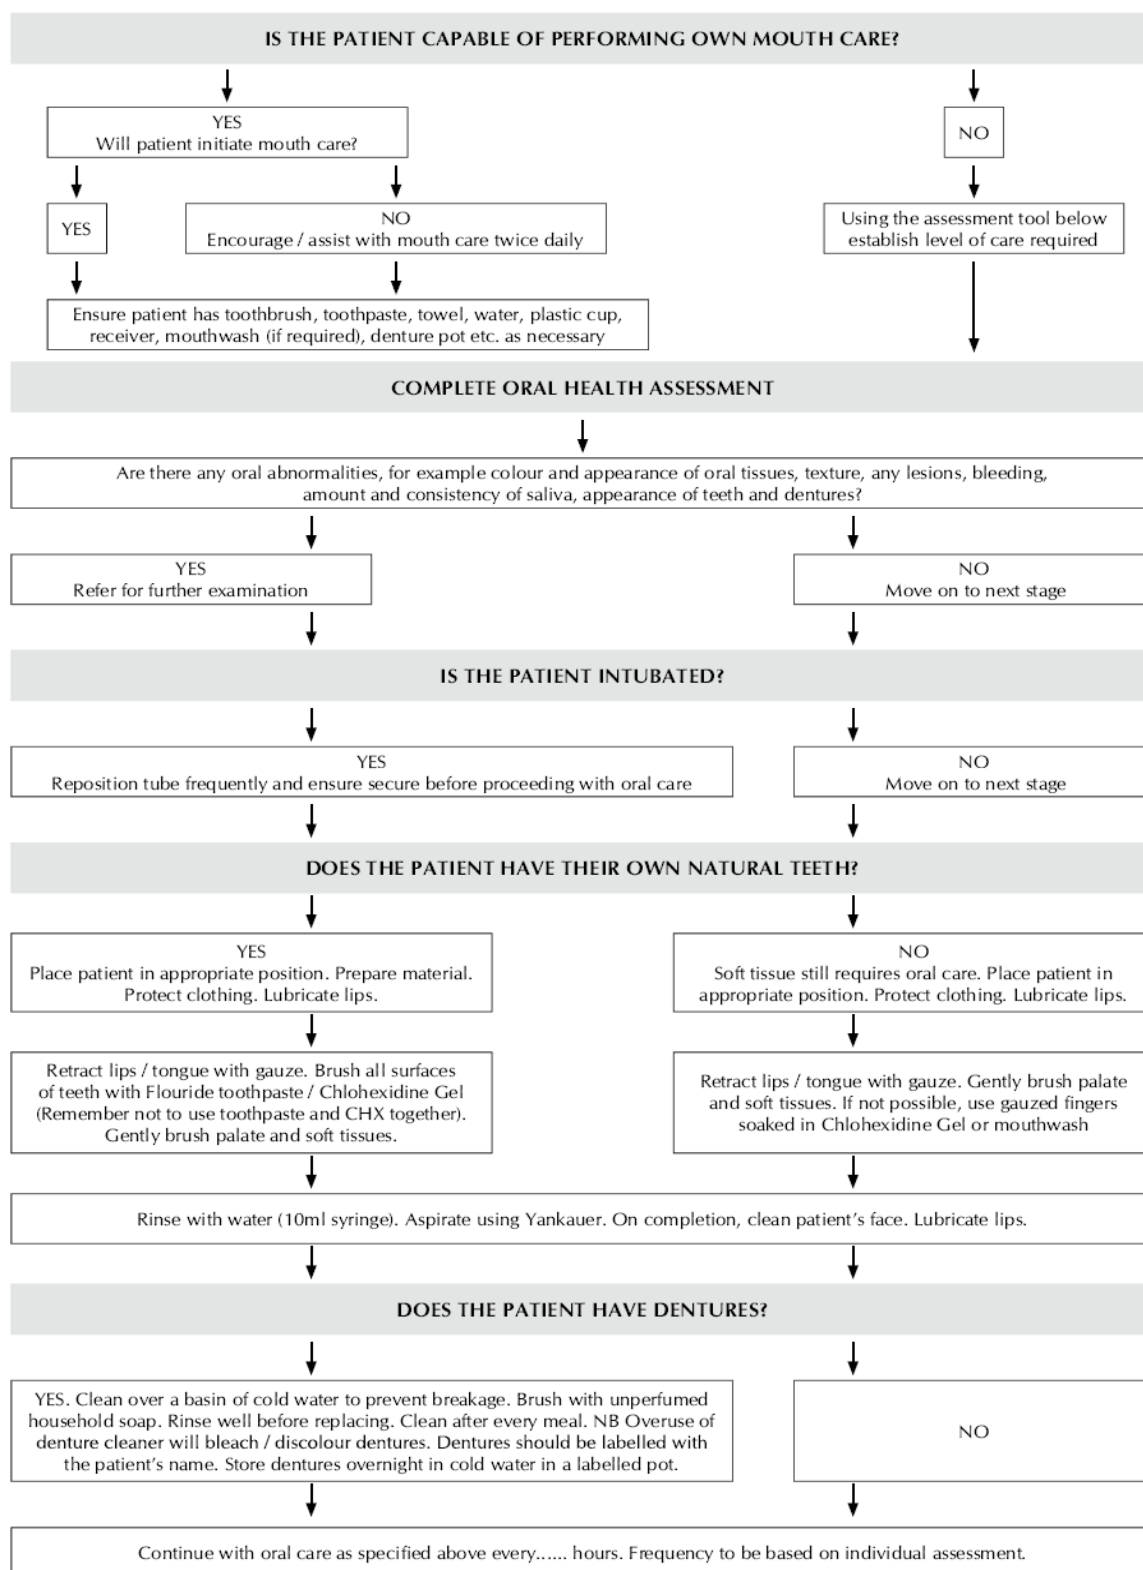 IS THE PATIENT CAPABLE OF PERFORMING OWN MOUTH CARE?
YES
Will patient initiate mouth care?
NO
YES
NO
Encourage / assist with mouth care twice daily
Using the assessment tool below
establish level of care required
Ensure patient has toothbrush, toothpaste, towel, water, plastic cup,
receiver, mouthwash (if required), denture pot etc. as necessary
COMPLETE ORAL HEALTH ASSESSMENT
Are there any oral abnormalities, for example colour and appearance of oral tissues, texture, any lesions, bleeding,
amount and consistency of saliva, appearance of teeth and dentures?
YES
Refer for further examination
NO
Move on to next stage
IS THE PATIENT INTUBATED?
YES
Reposition tube frequently and ensure secure before proceeding with oral care
NO
Move on to next stage
DOES THE PATIENT HAVE THEIR OWN NATURAL TEETH?
YES
Place patient in appropriate position. Prepare material.
Protect clothing. Lubricate lips.
NO
Soft tissue still requires oral care. Place patient in
appropriate position. Protect clothing. Lubricate lips.
Retract lips / tongue with gauze. Brush all surfaces
of teeth with Flouride toothpaste / Chlohexidine Gel
(Remember not to use toothpaste and CHX together).
Gently brush palate and soft tissues.
Retract lips / tongue with gauze. Gently brush palate
and soft tissues. If not possible, use gauzed fingers
soaked in Chlohexidine Gel or mouthwash
Rinse with water (10ml syringe). Aspirate using Yankauer. On completion, clean patient's face. Lubricate lips.
DOES THE PATIENT HAVE DENTURES?
YES. Clean over a basin of cold water to prevent breakage. Brush with unperfumed
household soap. Rinse well before replacing. Clean after every meal. NB Overuse of
denture cleaner will bleach / discolour dentures. Dentures should be labelled with
the patient's name. Store dentures overnight in cold water in a labelled pot.
NO
Continue with oral care as specified above every...... hours. Frequency to be based on individual assessment.